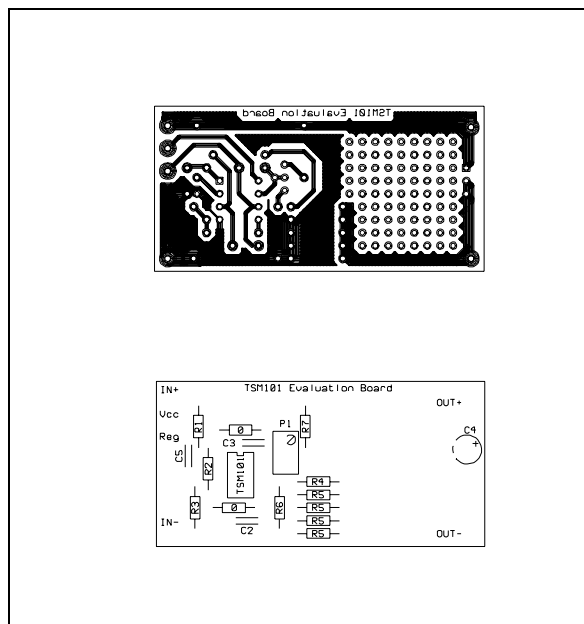 TSM101 Evaluation Board
TSM101 Evaluation Board
IN+
OUT+
Vcc
P1
R1
0
R7
Reg
C3
C4
+
C5
R2
TSM101
R4
R5
R3
0
R6
R5
R5
IN-
C2
R5
OUT-